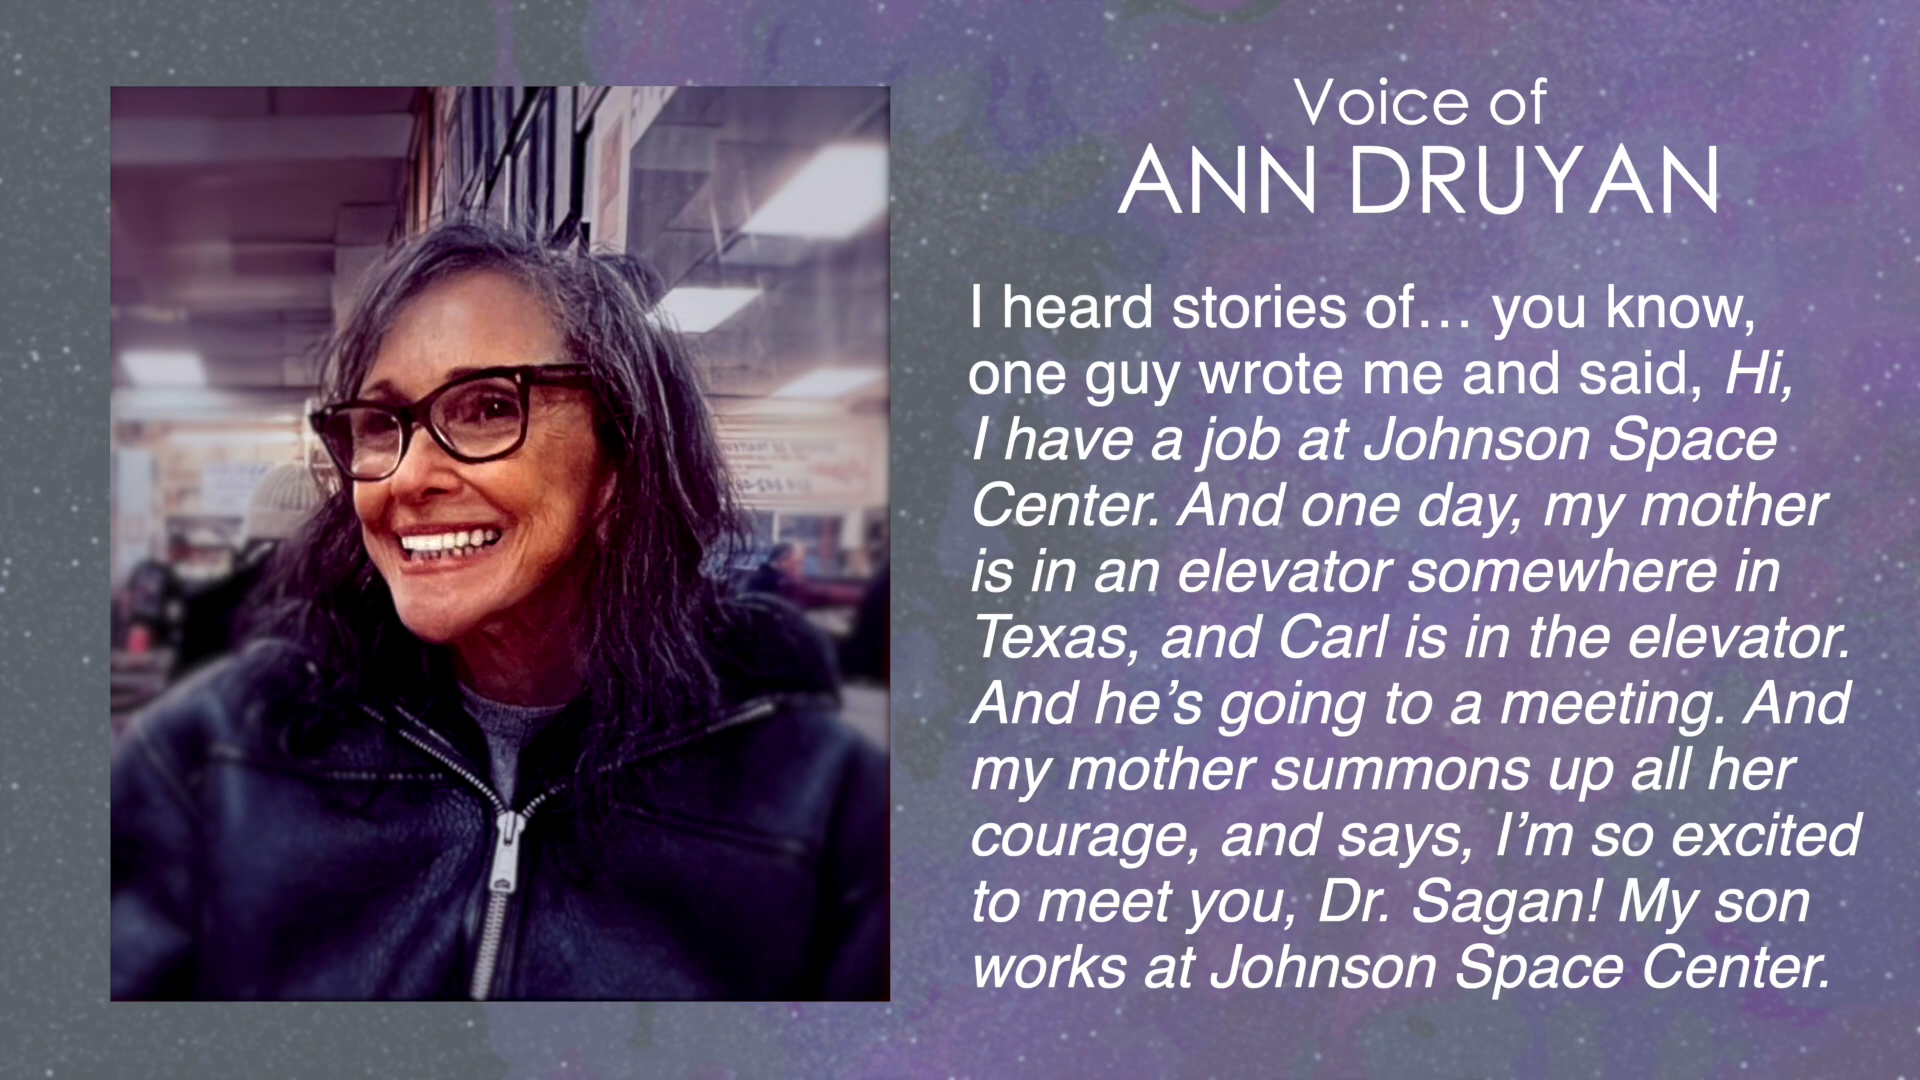 Voice of
ANN DRUYAN
I heard stories of… you know,
one guy wrote me and said, Hi,
I have a job at Johnson Space
Center. And one day, my mother
is in an elevator somewhere in
Texas, and Carl is in the elevator.
And he’s going to a meeting. And
my mother summons up all her
courage, and says, I’m so excited
to meet you, Dr. Sagan! My son
works at Johnson Space Center.